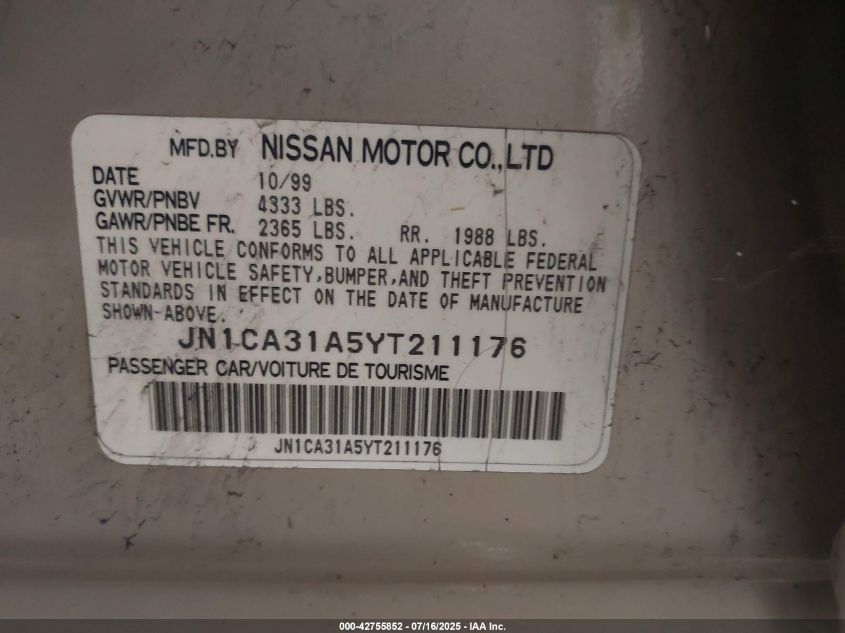 MFD.BY NISSAN MOTOR CO.,LTD
DATE 10/99
GVWR/PNBV 4333 LBS.
GAWR/PNBE FR. 2365 LBS. RR. 1988 LBS.
THIS VEHICLE CONFORMS TO ALL APPLICABLE FEDERAL
MOTOR VEHICLE SAFETY,BUMPER,AND THEFT PREVENTION
STANDARDS IN EFFECT ON THE DATE OF MANUFACTURE
SHOWN-ABOVE.
JN1CA31A5YT211176
PASSENGER CAR/VOITURE DE TOURISME
JN1CA31A5YT211176
000-42755852 - 07/16/2025 - IAA Inc.